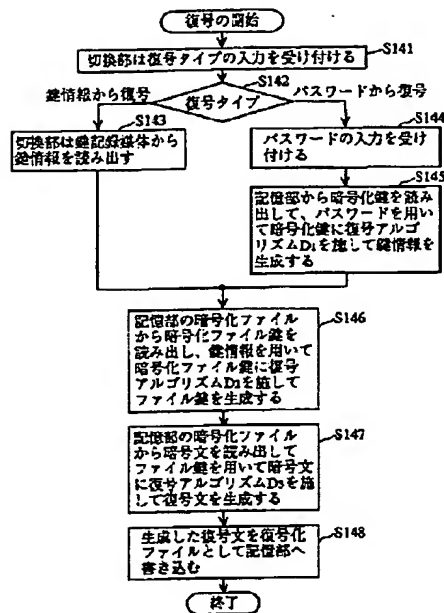 復号の開始
S141
切換部は復号タイプの入力を受け付ける
S142
鍵情報から復号
復号タイプ
パスワードから復号
S143
切換部は鍵記録媒体から
鍵情報を読み出す
S144
パスワードの入力を受け
付ける
S145
記憶部から暗号化鍵を読み
出して、パスワードを用い
て暗号化鍵に復号アルゴ
リズムD1を施して鍵情報を
生成する
S146
記憶部の暗号化ファイル
から暗号化ファイル鍵を
読み出し、鍵情報を用いて
暗号化ファイル鍵に復号
アルゴリズムD2を施して
ファイル鍵を生成する
S147
記憶部の暗号化ファイル
から暗号文を読み出して
ファイル鍵を用いて暗号文
に復号アルゴリズムD3を施
して復号文を生成する
S148
生成した復号文を復号化
ファイルとして記憶部へ
書き込む
終了